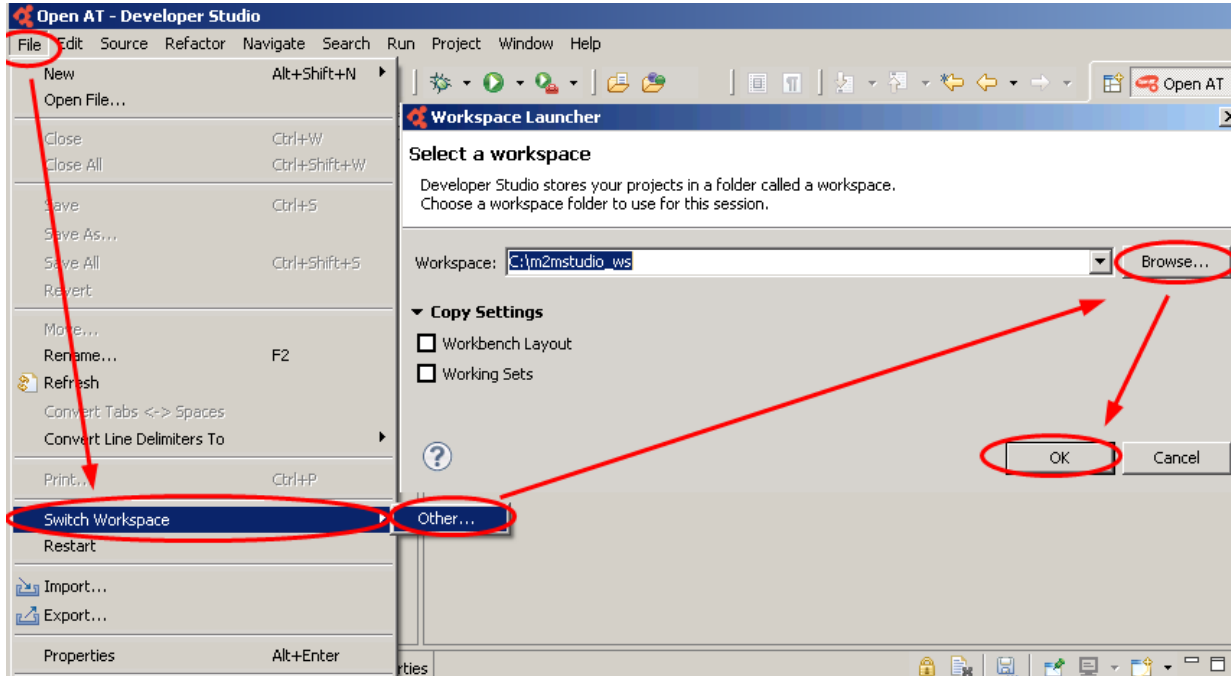 Open AT - Developer Studio
File Edit Source Refactor Navigate Search Run Project Window Help
New Alt+Shift+N
Open File...
Open AT
Close Ctrl+W
Close All Ctrl+Shift+W
Save Ctrl+S
Save As...
Save All Ctrl+Shift+S
Revert
Move...
Rename... F2
Refresh
Convert Tabs <-> Spaces
Convert Line Delimiters To
Print... Ctrl+P
Switch Workspace
Other...
Restart
Import...
Export...
Properties Alt+Enter
Workspace Launcher
Select a workspace
Developer Studio stores your projects in a folder called a workspace.
Choose a workspace folder to use for this session.
Workspace: C:\m2mstudio_ws Browse...
Copy Settings
Workbench Layout
Working Sets
? OK Cancel
rties